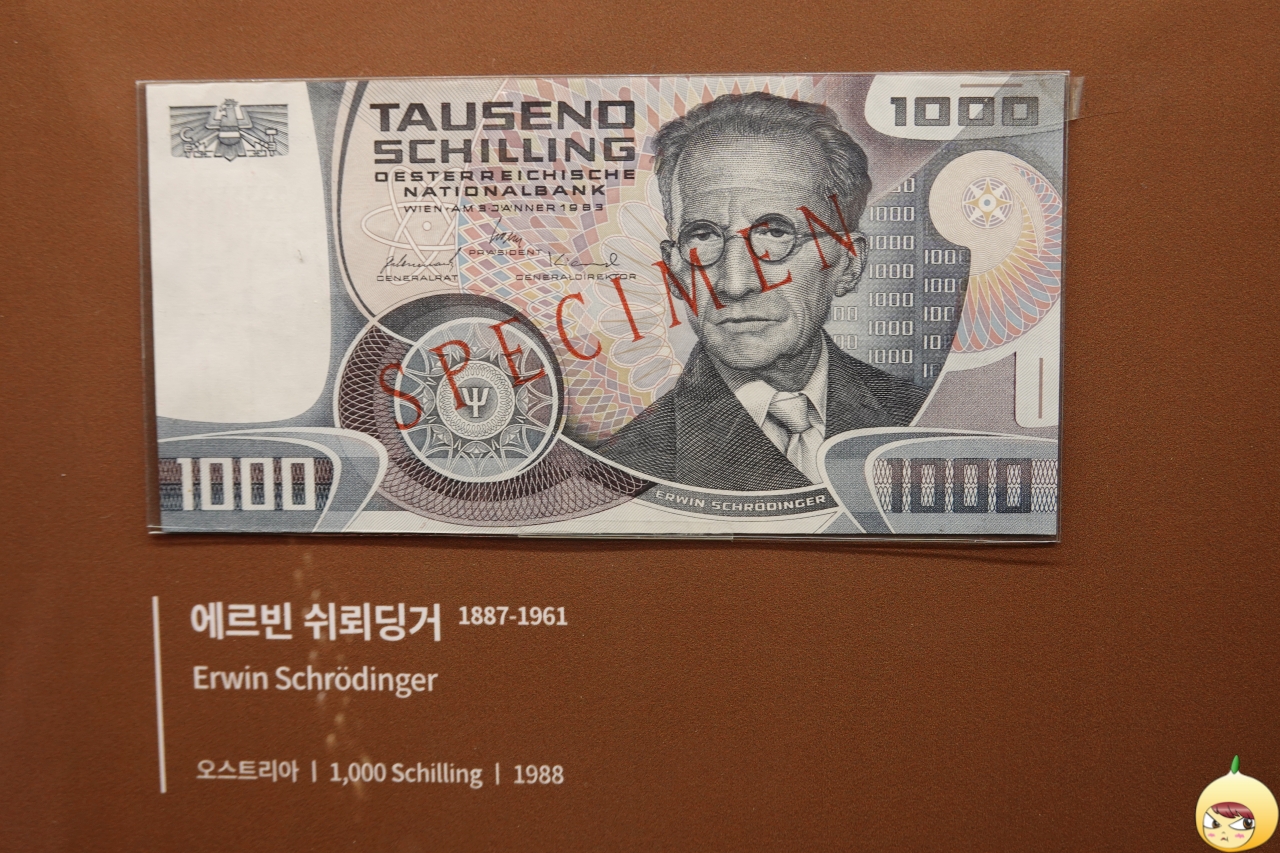 TAUSEND
SCHILLING
OESTERREICHISCHE
NATIONALBANK
WIEN·AM 3.JÄNNER 1983
PRÄSIDENT
GENERALRAT
GENERALDIREKTOR
1000
1000
1000
1000
1000
1000
1000
1000
SPECIMEN
Ψ
ERWIN SCHRÖDINGER
1000
1000
에르빈 쉬뢰딩거 1887-1961
Erwin Schrödinger
오스트리아 | 1,000 Schilling | 1988